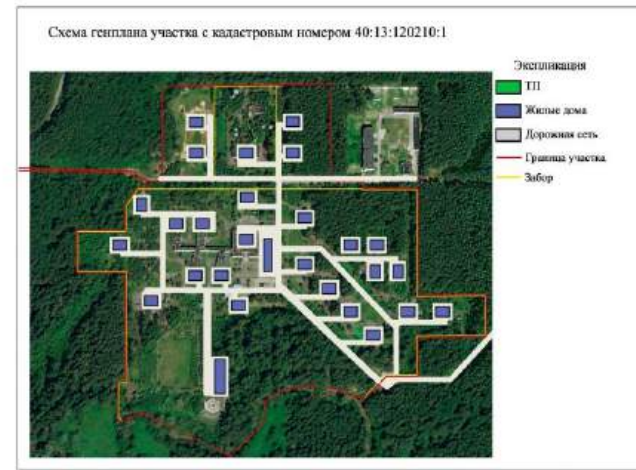 Схема генплана участка с кадастровым номером 40:13:120210:1
Экспликация
ТП
Жилые дома
Дорожная сеть
Граница участка
Забор